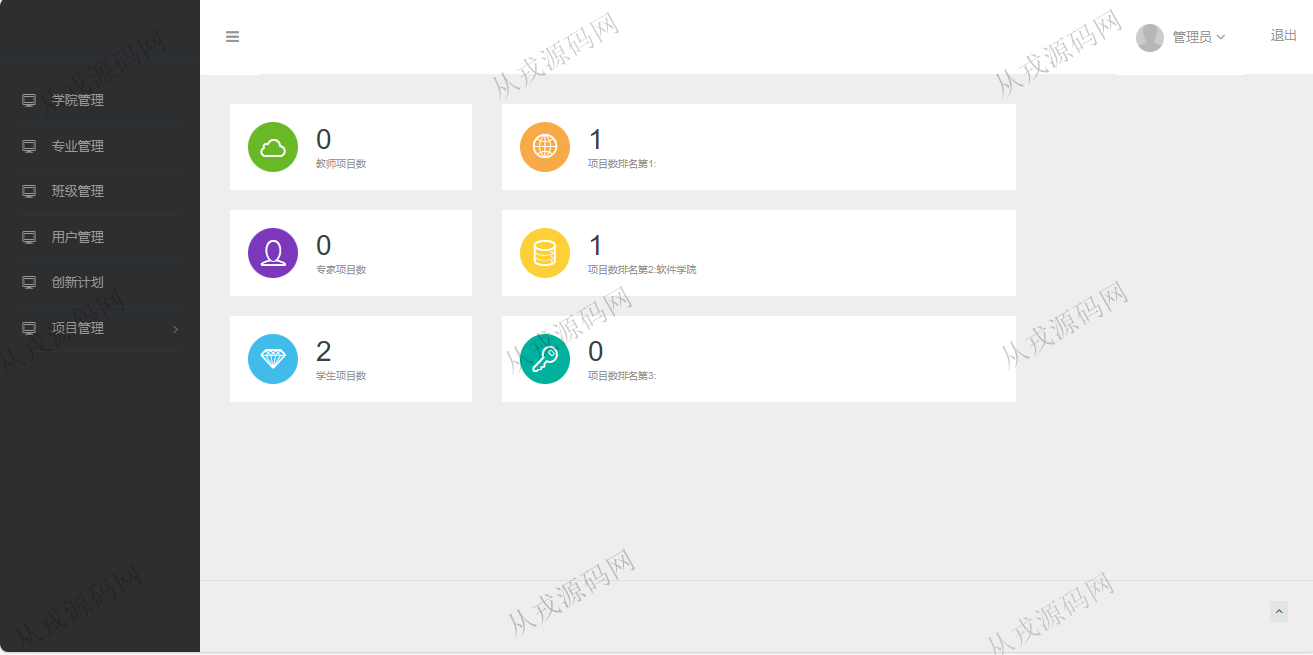 管理员
退出
学院管理
专业管理
班级管理
用户管理
创新计划
项目管理
0
教师项目数
1
项目数排名第1:
0
专家项目数
1
项目数排名第2:软件学院
2
学生项目数
0
项目数排名第3:
从戎源码网
从戎源码网
从戎源码网
从戎源码网
从戎源码网
从戎源码网
从戎源码网
从戎源码网
从戎源码网